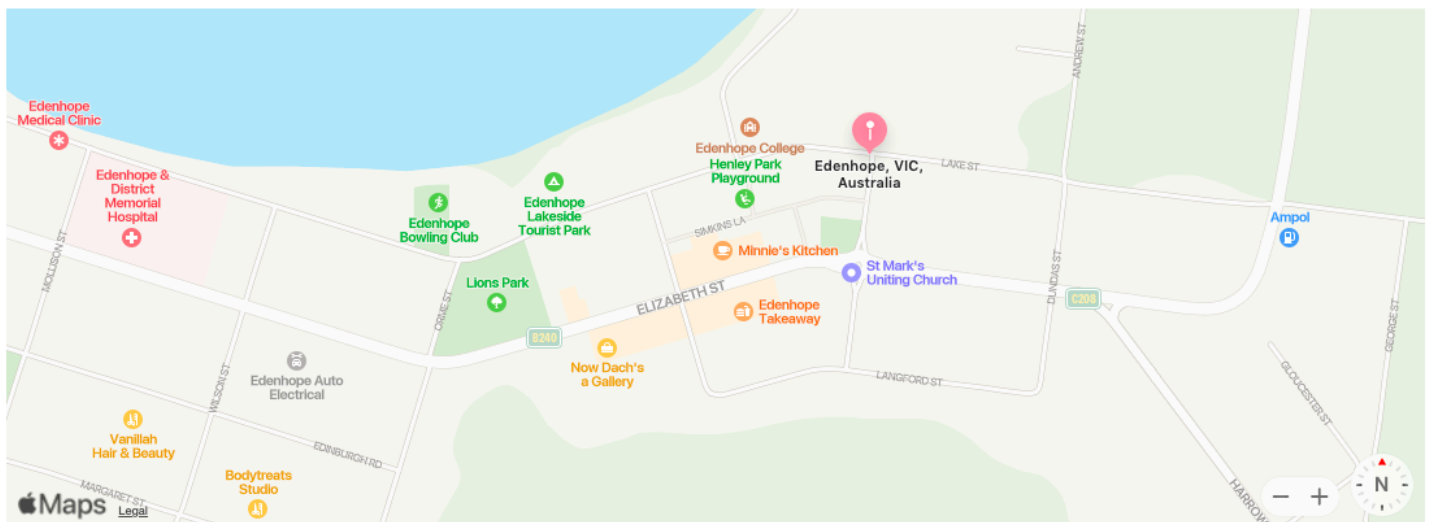 Edenhope
Medical Clinic
Edenhope &
District
Memorial
Hospital
MOLLISON ST
WILSON ST
ORME ST
Edenhope
Bowling Club
Edenhope
Lakeside
Tourist Park
Lions Park
Edenhope College
Henley Park
Playground
Edenhope, VIC,
Australia
LAKE ST
ANDREW ST
SIMKINS LA
Minnie's Kitchen
St Mark's
Uniting Church
Ampol
ELIZABETH ST
Edenhope
Takeaway
B240
C208
DUNDAS ST
GEORGE ST
Now Dach's
a Gallery
Edenhope Auto
Electrical
LANGFORD ST
GLOUCESTER ST
Vanillah
Hair & Beauty
EDINBURGH RD
Bodytreats
Studio
MARGARET ST
HARROW
Maps
Legal
N